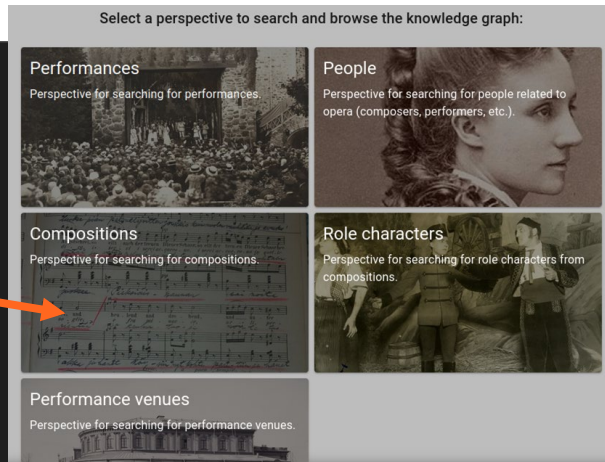 Select a perspective to search and browse the knowledge graph:
Performances
Perspective for searching for performances.
People
Perspective for searching for people related to
opera (composers, performers, etc.).
Compositions
Perspective for searching for compositions.
Role characters
Perspective for searching for role characters from
compositions.
Performance venues
Perspective for searching for performance venues.